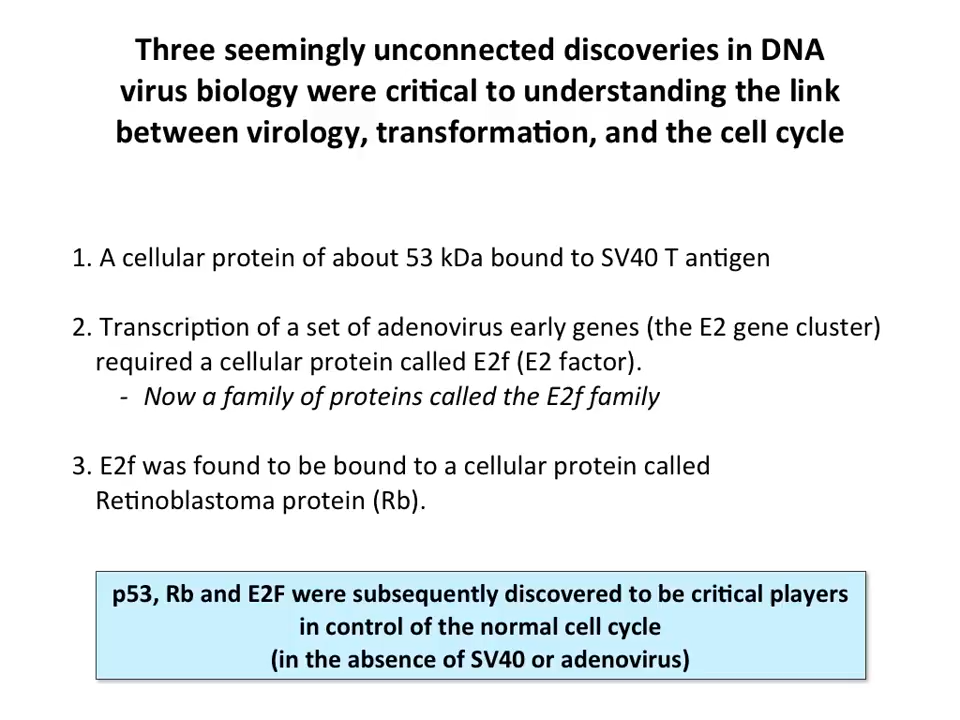 Three seemingly unconnected discoveries in DNA
virus biology were critical to understanding the link
between virology, transformation, and the cell cycle
1. A cellular protein of about 53 kDa bound to SV40 T antigen
2. Transcription of a set of adenovirus early genes (the E2 gene cluster)
required a cellular protein called E2f (E2 factor).
- Now a family of proteins called the E2f family
3. E2f was found to be bound to a cellular protein called
Retinoblastoma protein (Rb).
p53, Rb and E2F were subsequently discovered to be critical players
in control of the normal cell cycle
(in the absence of SV40 or adenovirus)